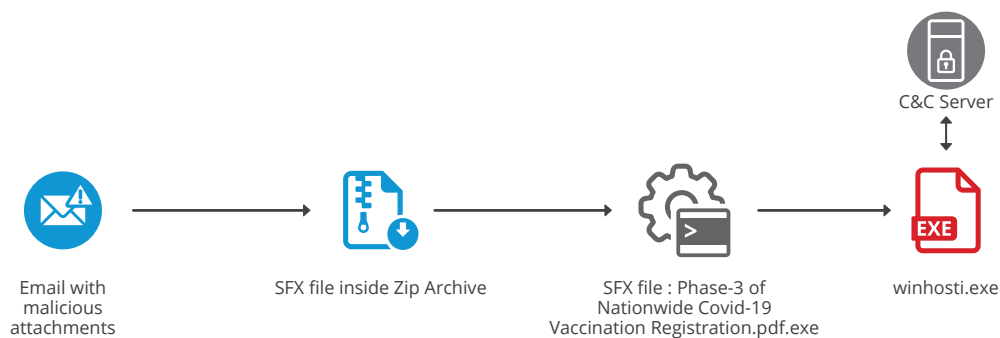 C&C Server
EXE
Email with
malicious
attachments
SFX file inside Zip Archive
SFX file : Phase-3 of
Nationwide Covid-19
Vaccination Registration.pdf.exe
winhosti.exe